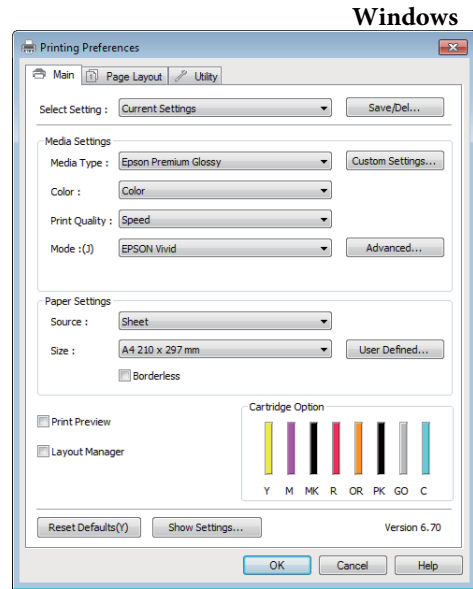 Windows
Printing Preferences
Main Page Layout Utility
Select Setting : Current Settings Save/Del...
Media Settings
Media Type : Epson Premium Glossy Custom Settings...
Color : Color
Print Quality : Speed
Mode :(J) EPSON Vivid Advanced...
Paper Settings
Source : Sheet
Size : A4 210 x 297 mm User Defined...
Borderless
Print Preview
Layout Manager
Cartridge Option
Y M MK R OR PK GO C
Reset Defaults(Y) Show Settings... Version 6.70
OK Cancel Help